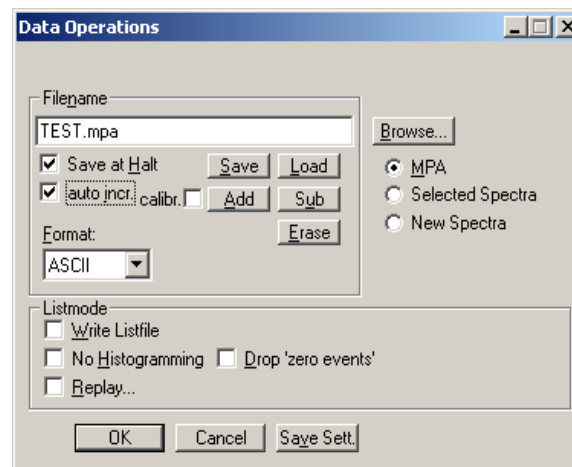 Data Operations
Filename
TEST.mpa
Browse...
Save at Halt Save Load
MPA
auto incr. calibr. Add Sub
Selected Spectra
Format: Erase
New Spectra
ASCII
Listmode
Write Listfile
No Histogramming Drop 'zero events'
Replay...
OK Cancel Save Sett.